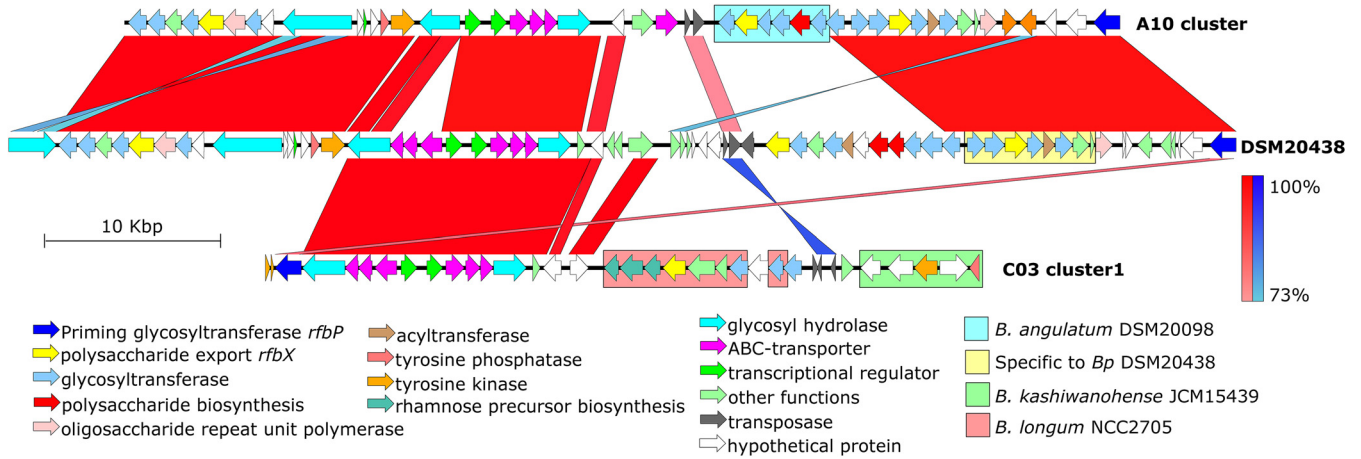 A10 cluster
DSM20438
100%
10 Kbp
C03 cluster1
73%
Priming glycosyltransferase rfbP
polysaccharide export rfbX
glycosyltransferase
polysaccharide biosynthesis
oligosaccharide repeat unit polymerase
acyltransferase
tyrosine phosphatase
tyrosine kinase
rhamnose precursor biosynthesis
glycosyl hydrolase
ABC-transporter
transcriptional regulator
other functions
transposase
hypothetical protein
B. angulatum DSM20098
Specific to Bp DSM20438
B. kashiwanohense JCM15439
B. longum NCC2705